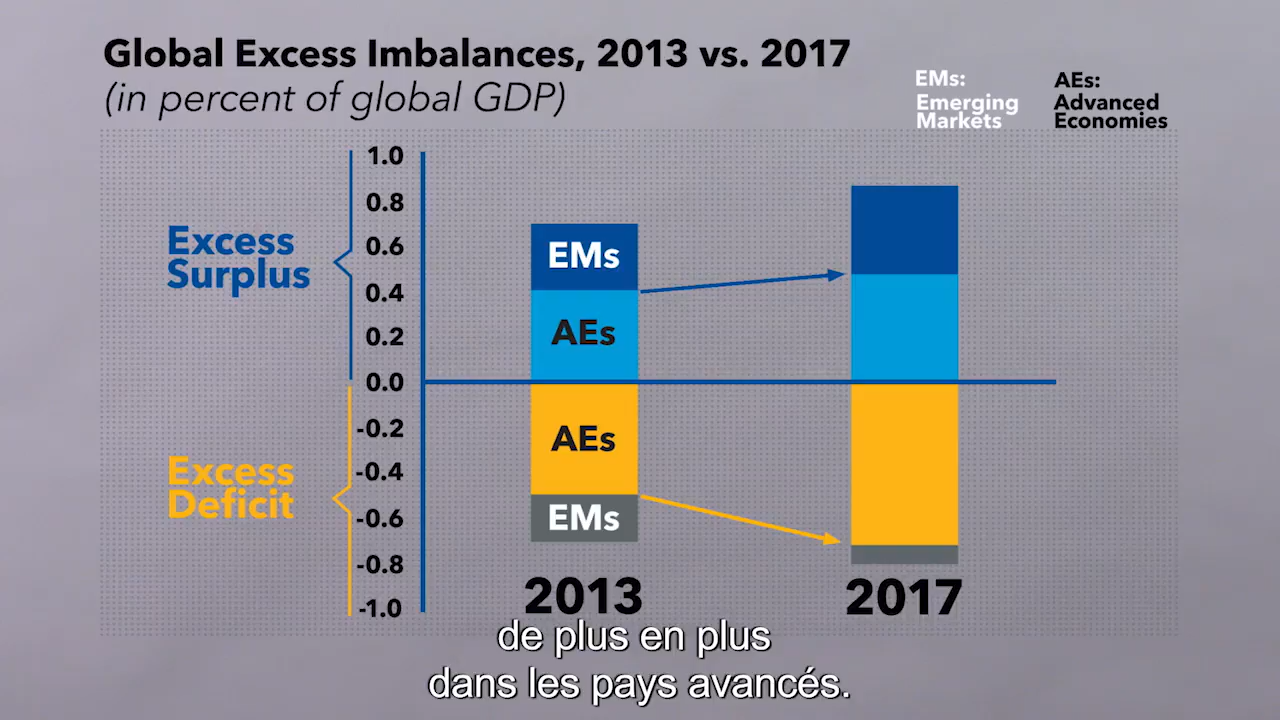 Global Excess Imbalances, 2013 vs. 2017
(in percent of global GDP)
EMs:
Emerging
Markets
AEs:
Advanced
Economies
1.0
0.8
0.6
0.4
0.2
0.0
-0.2
-0.4
-0.6
-0.8
-1.0
Excess
Surplus
Excess
Deficit
EMs
AEs
AEs
EMs
2013
2017
de plus en plus
dans les pays avancés.